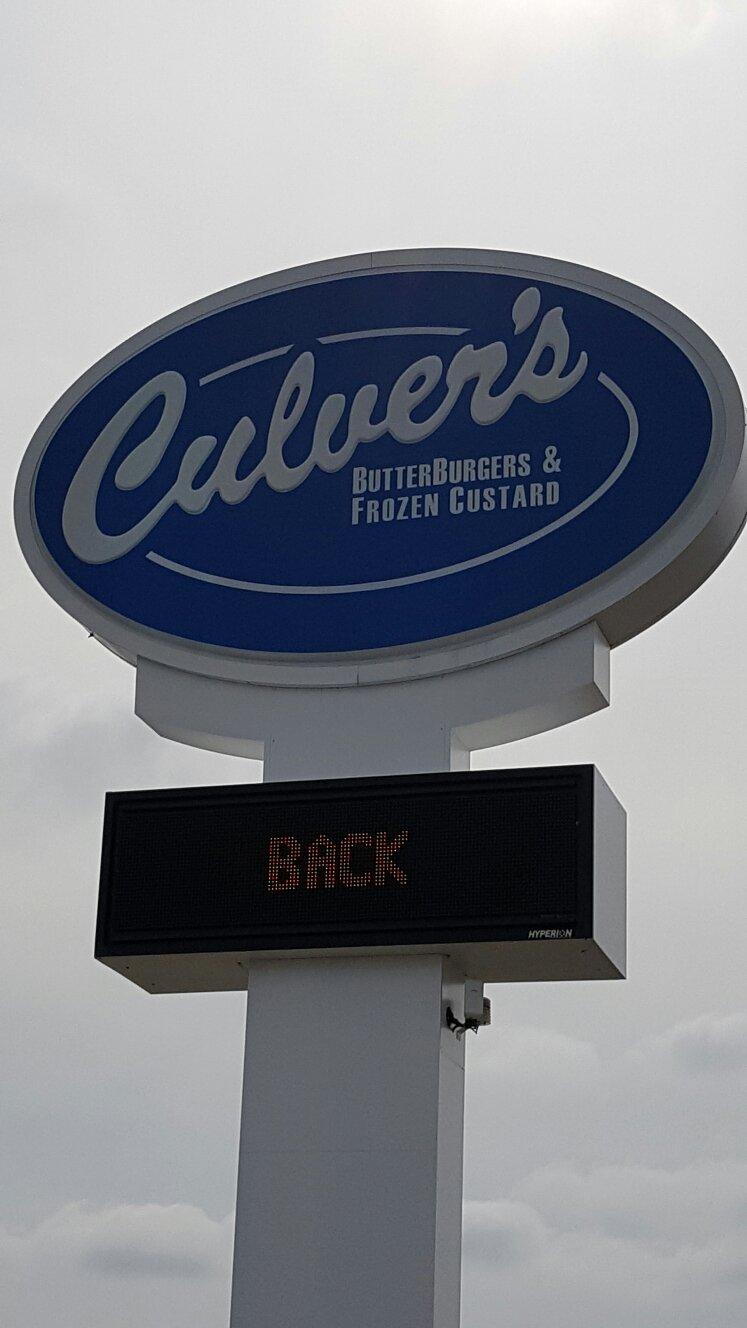 Culver's
BUTTERBURGERS &
FROZEN CUSTARD
BACK
HYPERION